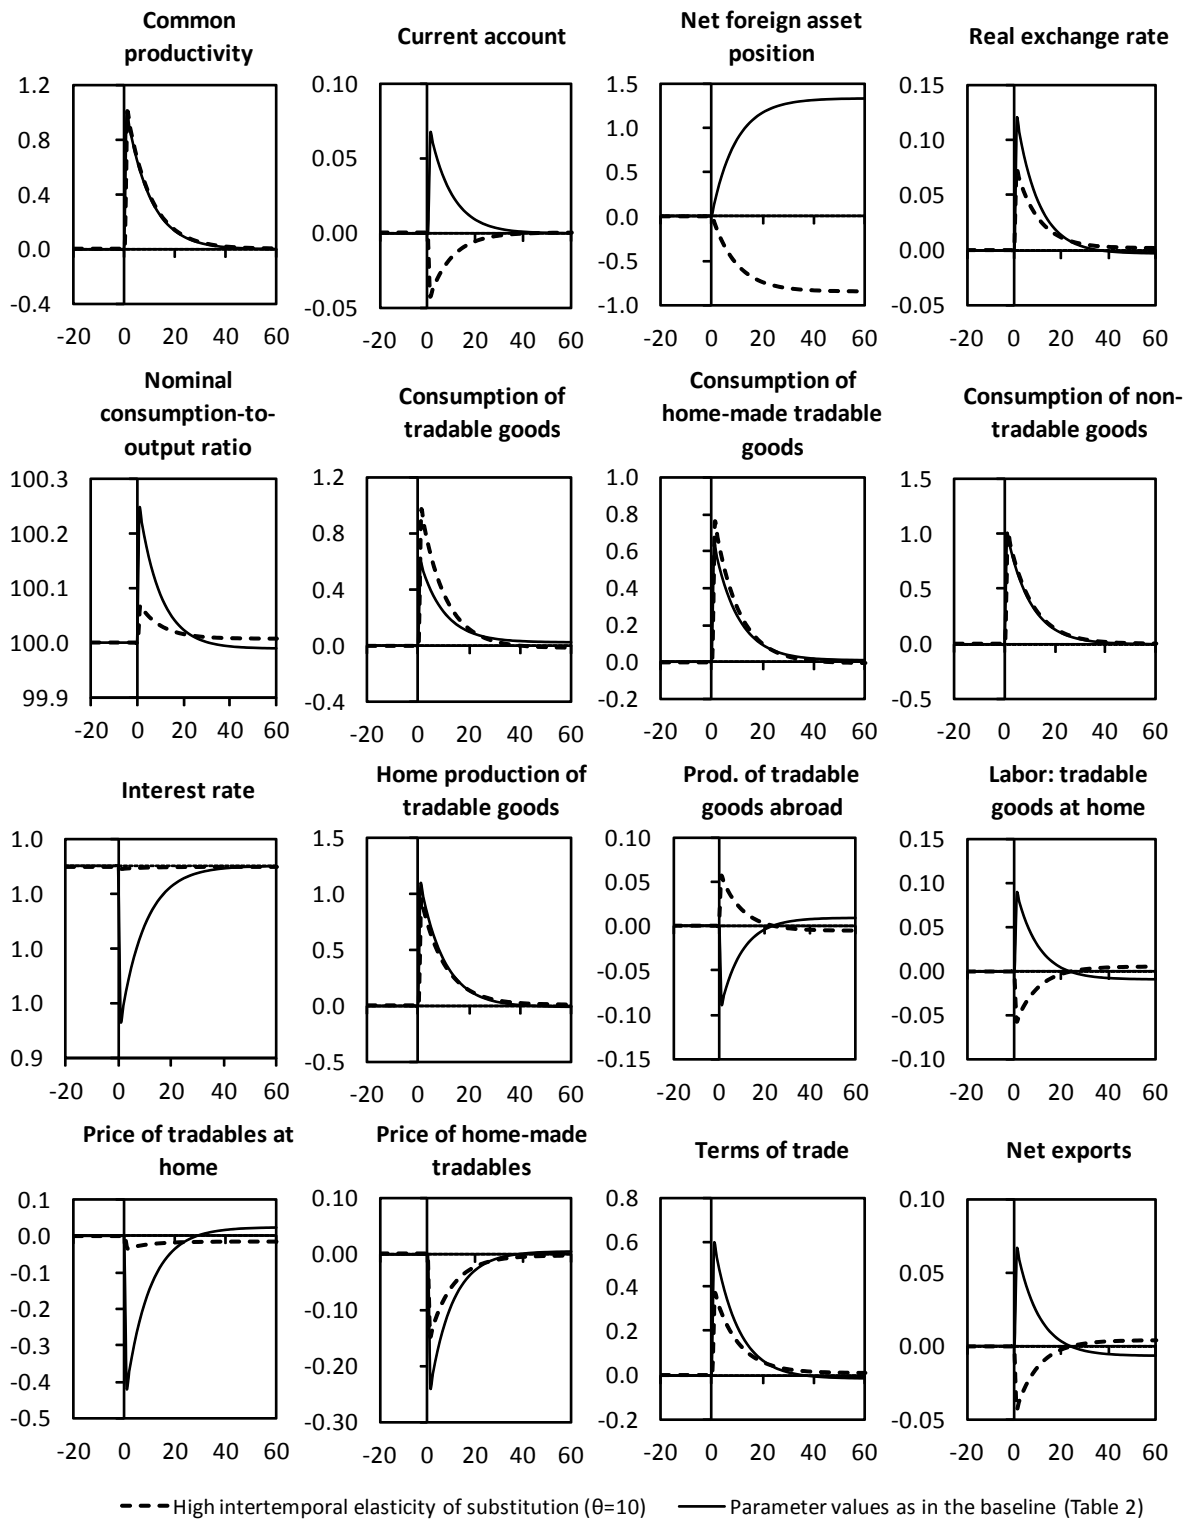 Common
productivity
1.2
0.8
0.4
0.0
-0.4
-20 0 20 40 60
Current account
0.10
0.05
0.00
-0.05
-20 0 20 40 60
Net foreign asset
position
1.5
1.0
0.5
0.0
-0.5
-1.0
-20 0 20 40 60
Real exchange rate
0.15
0.10
0.05
0.00
-0.05
-20 0 20 40 60
Nominal
consumption-to-
output ratio
100.3
100.2
100.1
100.0
99.9
-20 0 20 40 60
Consumption of
tradable goods
1.2
0.8
0.4
0.0
-0.4
-20 0 20 40 60
Consumption of
home-made tradable
goods
1.0
0.8
0.6
0.4
0.2
0.0
-0.2
-20 0 20 40 60
Consumption of non-
tradable goods
1.5
1.0
0.5
0.0
-0.5
-20 0 20 40 60
Interest rate
1.0
1.0
1.0
1.0
0.9
-20 0 20 40 60
Home production of
tradable goods
1.5
1.0
0.5
0.0
-0.5
-20 0 20 40 60
Prod. of tradable
goods abroad
0.10
0.05
0.00
-0.05
-0.10
-0.15
-20 0 20 40 60
Labor: tradable
goods at home
0.15
0.10
0.05
0.00
-0.05
-0.10
-20 0 20 40 60
Price of tradables at
home
0.1
0.0
-0.1
-0.2
-0.3
-0.4
-0.5
-20 0 20 40 60
Price of home-made
tradables
0.10
0.00
-0.10
-0.20
-0.30
-20 0 20 40 60
Terms of trade
0.8
0.6
0.4
0.2
0.0
-0.2
-20 0 20 40 60
Net exports
0.10
0.05
0.00
-0.05
-20 0 20 40 60
High intertemporal elasticity of substitution (θ=10) Parameter values as in the baseline (Table 2)